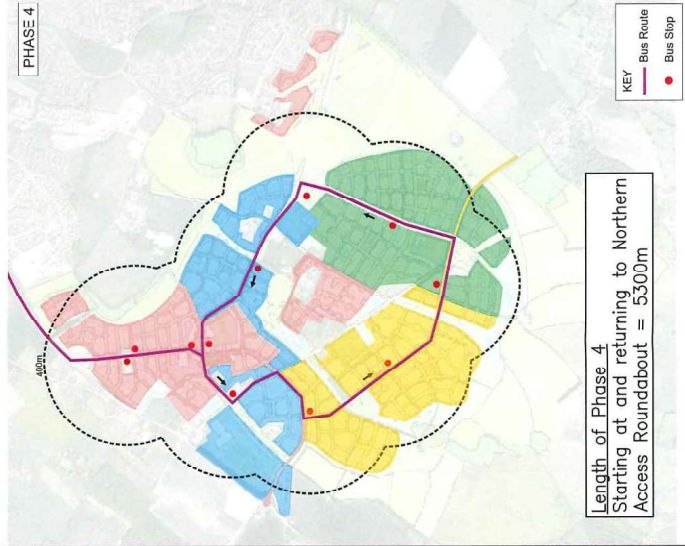 PHASE 4
400m
KEY
Bus Route
Bus Stop
Length of Phase 4
Starting at and returning to Northern
Access Roundabout = 5300m